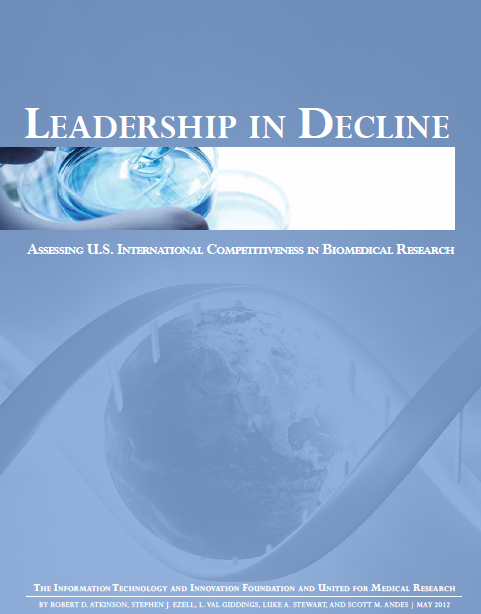 LEADERSHIP IN DECLINE
ASSESSING U.S. INTERNATIONAL COMPETITIVENESS IN BIOMEDICAL RESEARCH
THE INFORMATION TECHNOLOGY AND INNOVATION FOUNDATION AND UNITED FOR MEDICAL RESEARCH
BY ROBERT D. ATKINSON, STEPHEN J. EZELL, L. VAL GIDDINGS, LUKE A. STEWART, AND SCOTT M. ANDES | MAY 2012